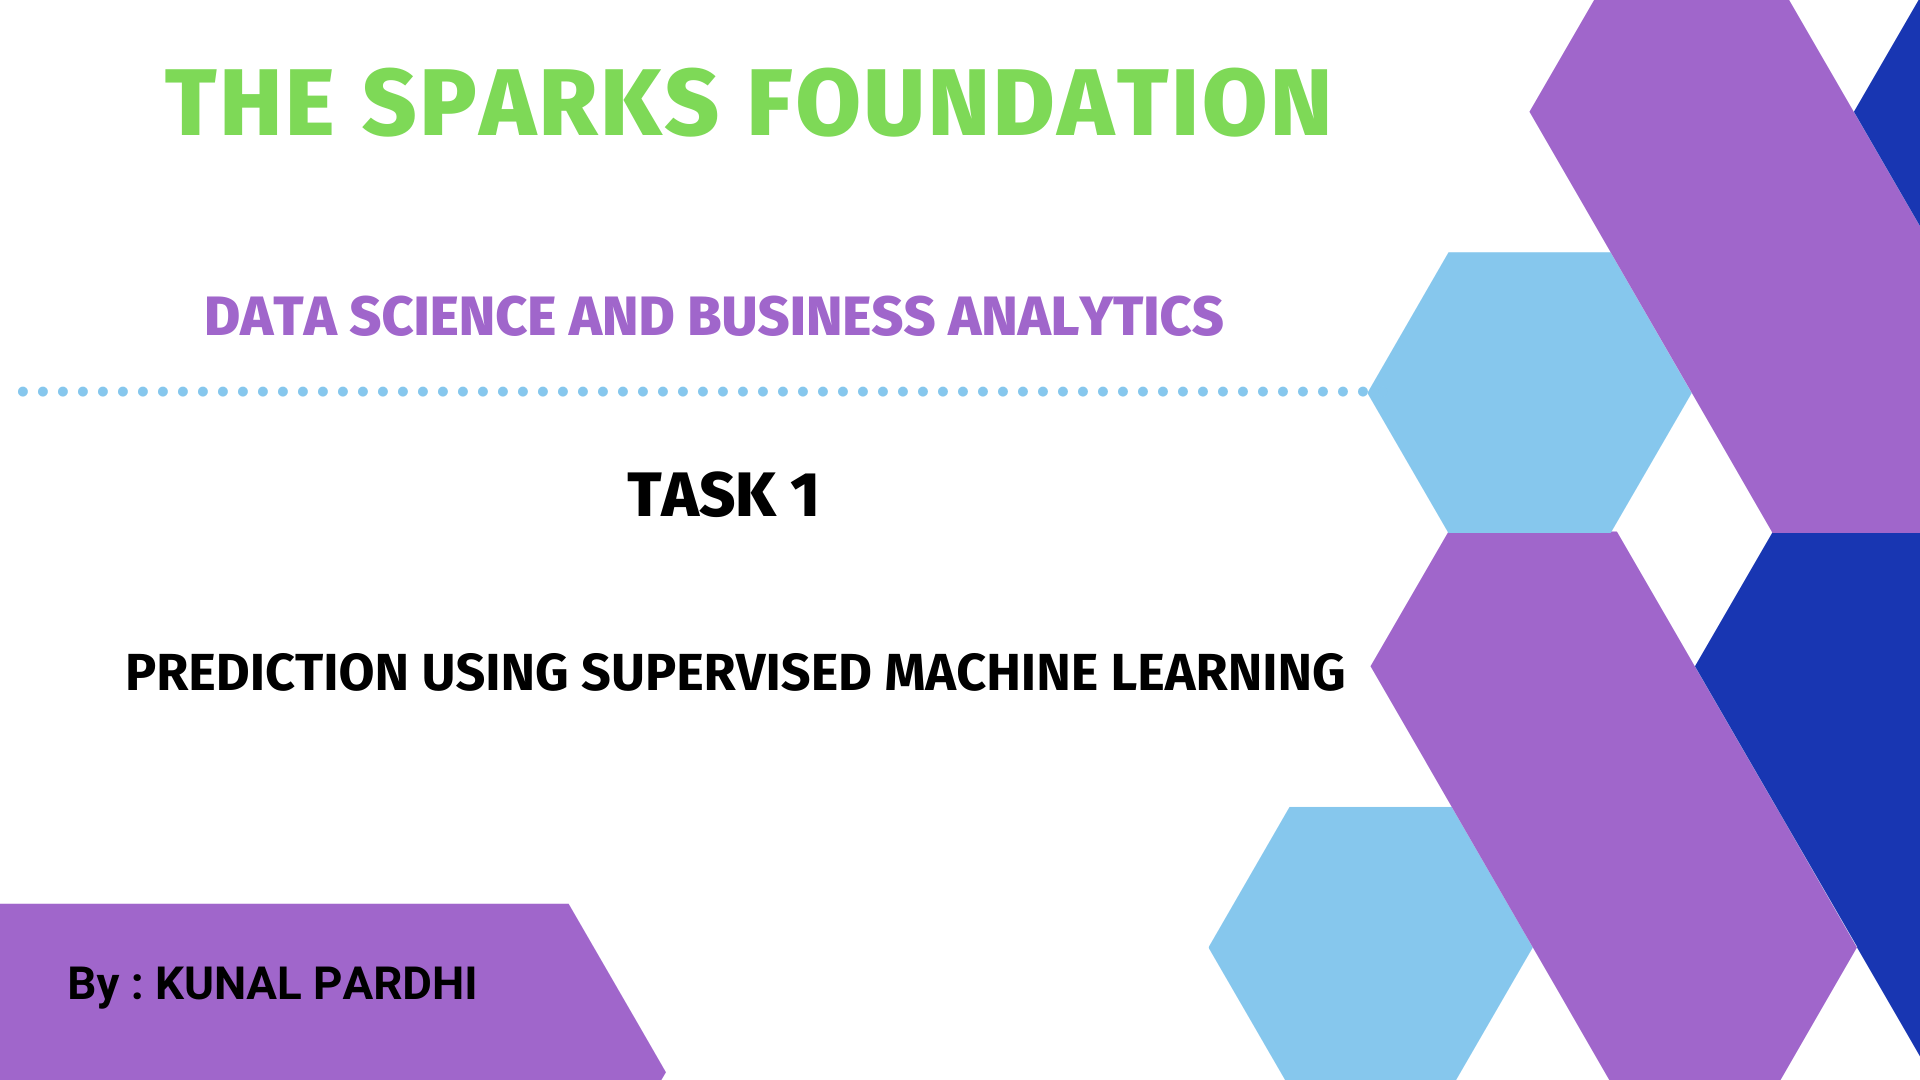 THE SPARKS FOUNDATION
DATA SCIENCE AND BUSINESS ANALYTICS
TASK 1
PREDICTION USING SUPERVISED MACHINE LEARNING
By : KUNAL PARDHI